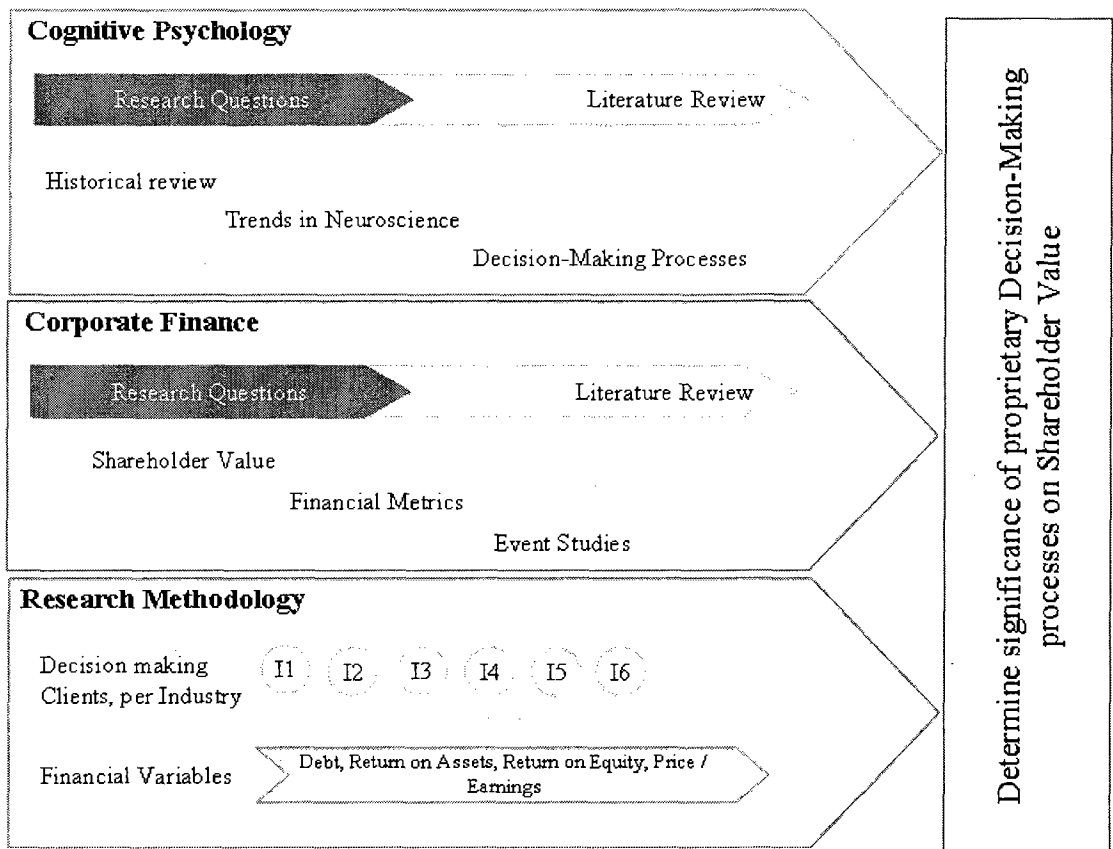 Cognitive Psychology
Research Questions
Literature Review
Historical review
Trends in Neuroscience
Decision-Making Processes
Corporate Finance
Research Questions
Literature Review
Shareholder Value
Financial Metrics
Event Studies
Research Methodology
Decision making
Clients, per Industry
I1 I2 I3 I4 I5 I6
Financial Variables
Debt, Return on Assets, Return on Equity, Price /
Earnings
Determine significance of proprietary Decision-Making
processes on Shareholder Value